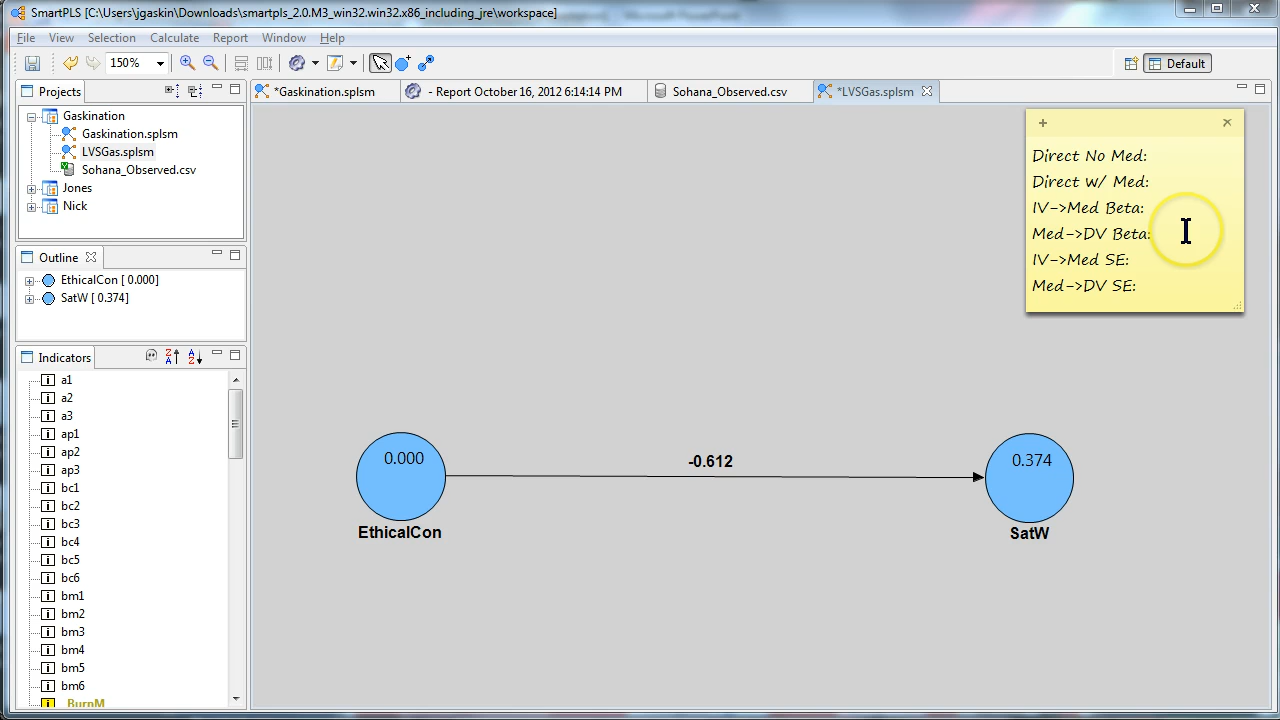 SmartPLS [C:\Users\jgaskin\Downloads\smartpls_2.0.M3_win32.win32.x86_including_jre\workspace]
File View Selection Calculate Report Window Help
150% Default
Projects
*Gaskination.splsm - Report October 16, 2012 6:14:14 PM Sohana_Observed.csv *LVSGas.splsm
Gaskination
Gaskination.splsm
LVSGas.splsm
Sohana_Observed.csv
Jones
Nick
Outline
EthicalCon [ 0.000]
SatW [ 0.374]
Indicators
a1
a2
a3
ap1
ap2
ap3
bc1
bc2
bc3
bc4
bc5
bc6
bm1
bm2
bm3
bm4
bm5
bm6
BurnM
Direct No Med:
Direct w/ Med:
IV->Med Beta:
Med->DV Beta:
IV->Med SE:
Med->DV SE:
0.000
-0.612
0.374
EthicalCon
SatW